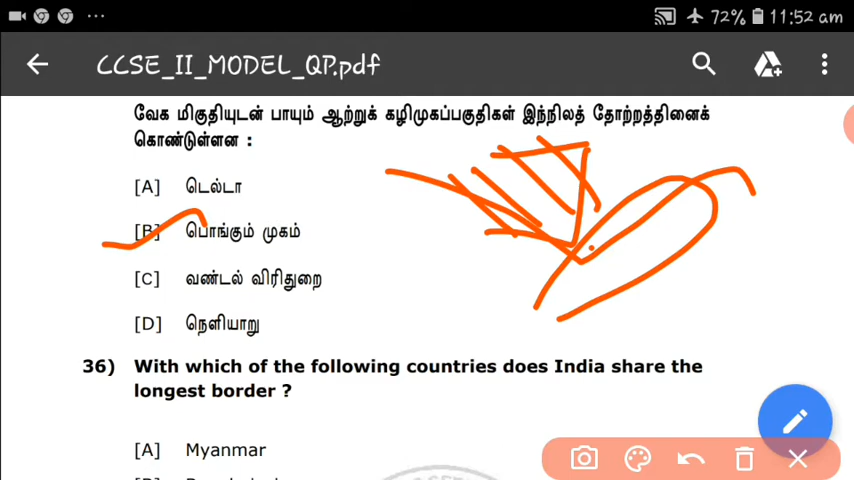 72% 11:52 am
CCSE_II_MODEL_QP.pdf
வேக மிகுதியுடன் பாயும் ஆற்றுக் கழிமுகப்பகுதிகள் இந்நிலத் தோற்றத்தினைக்
கொண்டுள்ளன :
[A] டெல்டா
[B] பொங்கும் முகம்
[C] வண்டல் விரிதுறை
[D] நெளியாறு
36) With which of the following countries does India share the
longest border ?
[A] Myanmar